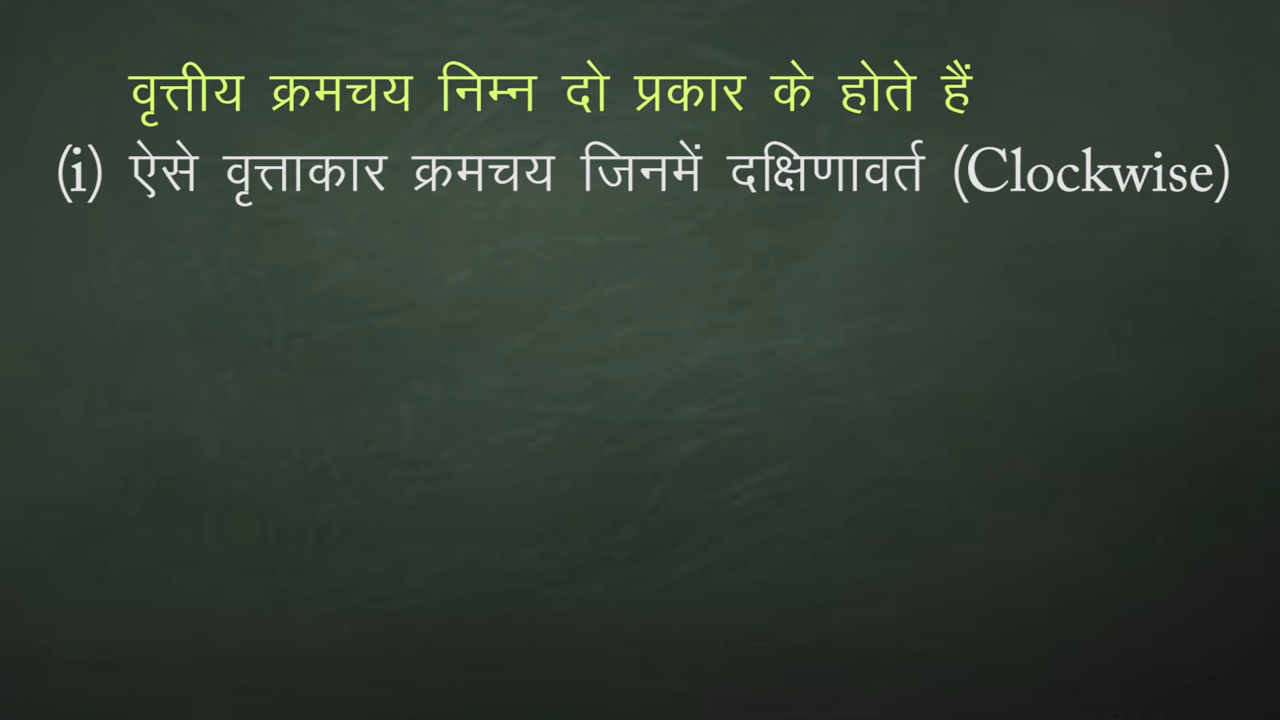 वृत्तीय क्रमचय निम्न दो प्रकार के होते हैं
(i) ऐसे वृत्ताकार क्रमचय जिनमें दक्षिणावर्त (Clockwise)